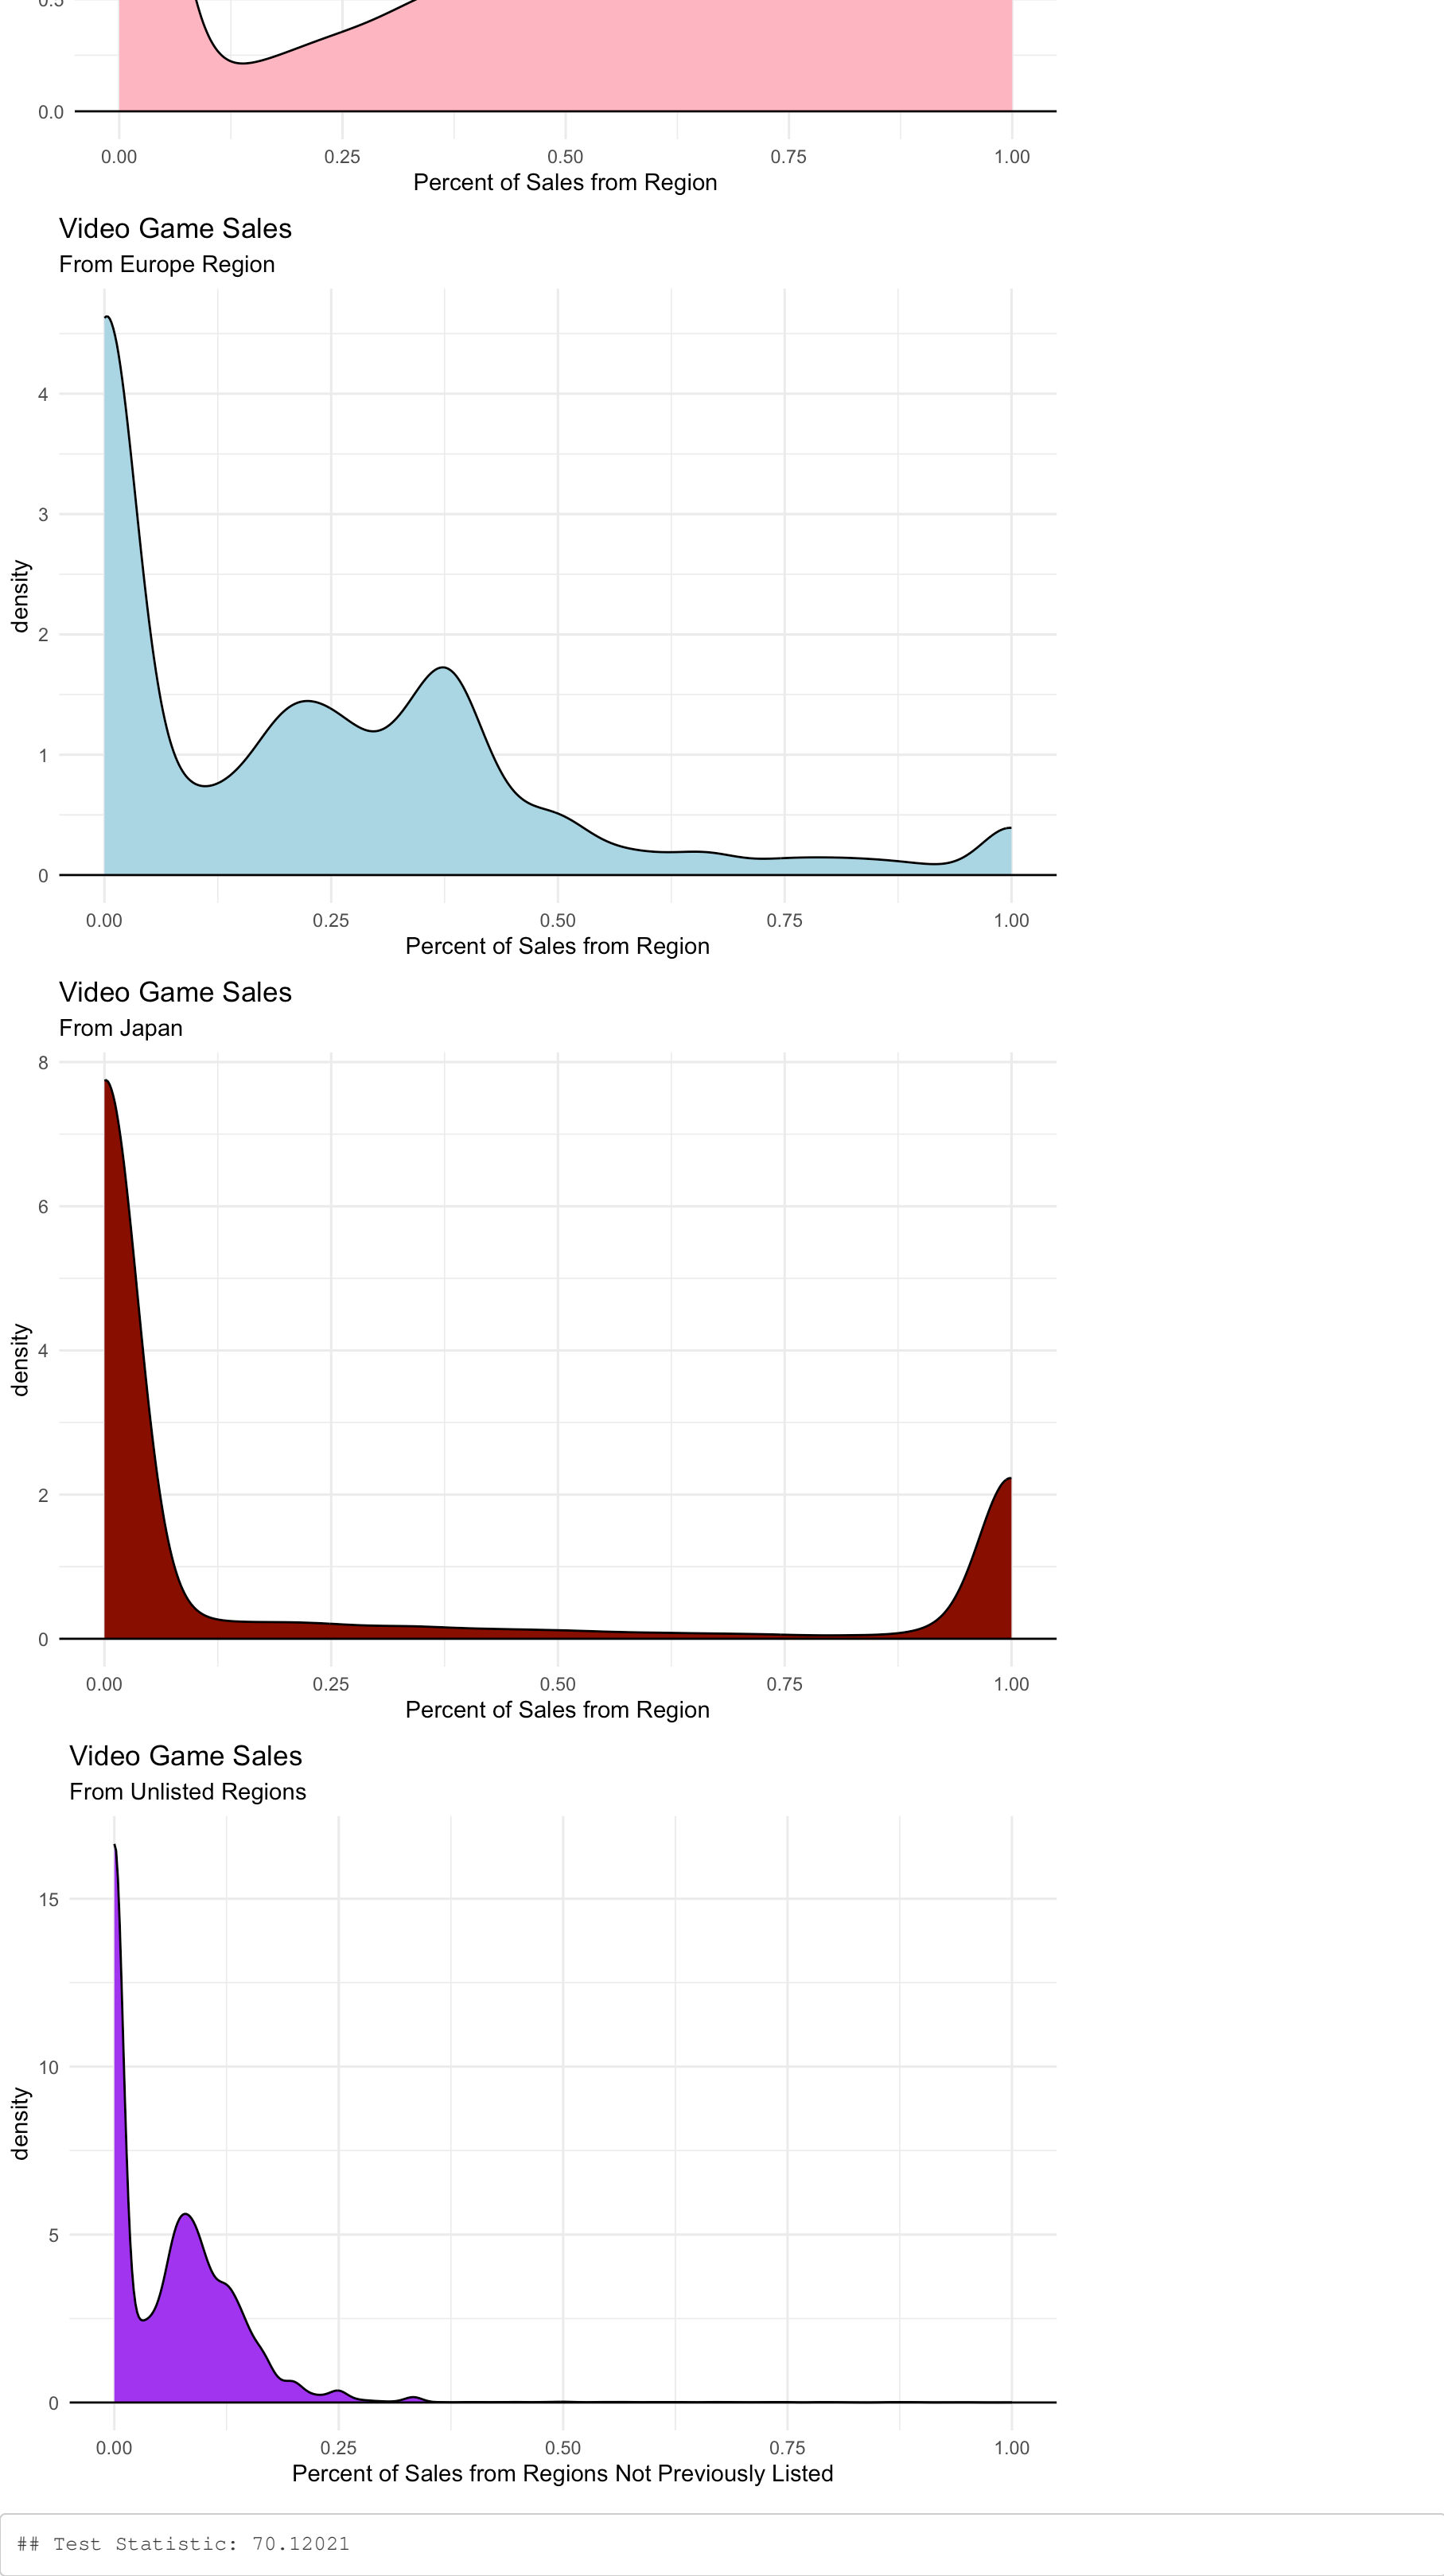 0.5
0.0
0.00 0.25 0.50 0.75 1.00
Percent of Sales from Region
Video Game Sales
From Europe Region
4
3
2
1
0
density
0.00 0.25 0.50 0.75 1.00
Percent of Sales from Region
Video Game Sales
From Japan
8
6
4
2
0
density
0.00 0.25 0.50 0.75 1.00
Percent of Sales from Region
Video Game Sales
From Unlisted Regions
15
10
5
0
density
0.00 0.25 0.50 0.75 1.00
Percent of Sales from Regions Not Previously Listed
## Test Statistic: 70.12021